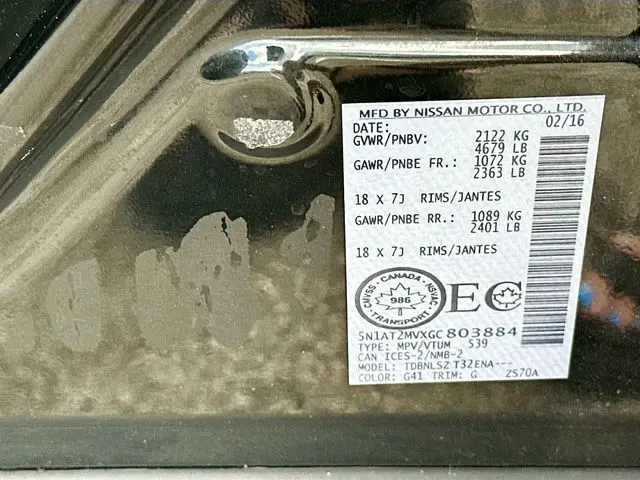 MFD BY NISSAN MOTOR CO., LTD.
DATE: 02/16
GVWR/PNBV: 2122 KG
4679 LB
GAWR/PNBE FR.: 1072 KG
2363 LB
18 X 7J RIMS/JANTES
GAWR/PNBE RR.: 1089 KG
2401 LB
18 X 7J RIMS/JANTES
CANADA
CMVSS NSVAC
986
TRANSPORT
EC
5N1AT2MVXGC803884
TYPE: MPV/VTUM 539
CAN ICES-2/NMB-2
MODEL: TDBNLSZ T32ENA---
COLOR: G41 TRIM: G ZS70A